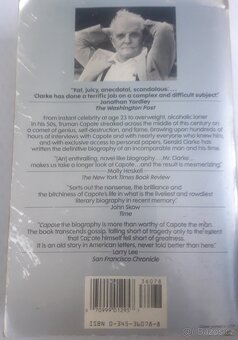 "Fat, juicy, anecdotal, scandalous....
Clarke has done a terrific job on a complex and difficult subject."
Jonathan Yardley
The Washington Post
From instant celebrity at age 23 to overweight, alcoholic loner
in his 50s, Truman Capote streaked across the middle of this century on
a comet of genius, self-destruction, and fame. Drawing upon hundreds
of hours of interviews with Capote and with nearly everyone who knew him
and with exclusive access to personal papers, Gerald Clarke has
written the definitive biography of an incomparable man and his time.
"[An] enthralling, novel-like biography.... Mr. Clarke...
makes us take a longer look at Capote... and the result is mesmerizing."
Molly Haskell
The New York Times Book Review
"Sorts out the nonsense, the brilliance and
the bitchiness of Capote's life in what is the liveliest and rowdiest
literary biography in recent memory."
John Skow
Time
"Capote the biography is more than worthy of Capote the man.
The book transcends gossip, falling short of tragedy only to the extent
that Capote himself fell short of greatness.
It is an old story in American letters, never told better than here."
Larry Lee
San Francisco Chronicle
36078
ISBN 0-345-36078-8